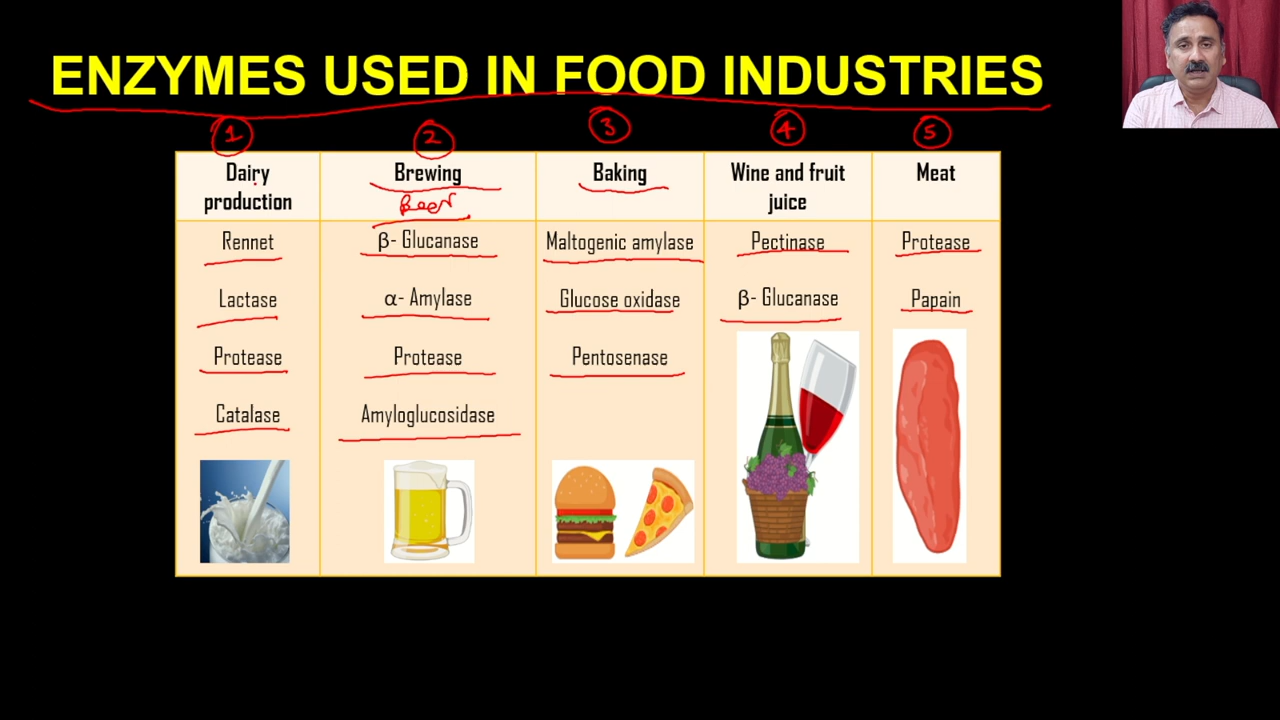 ENZYMES USED IN FOOD INDUSTRIES
1 2 3 4 5
Dairy production
Brewing
Beer
Baking
Wine and fruit juice
Meat
Rennet
β- Glucanase
Maltogenic amylase
Pectinase
Protease
Lactase
α- Amylase
Glucose oxidase
β- Glucanase
Papain
Protease
Protease
Pentosenase
Catalase
Amyloglucosidase